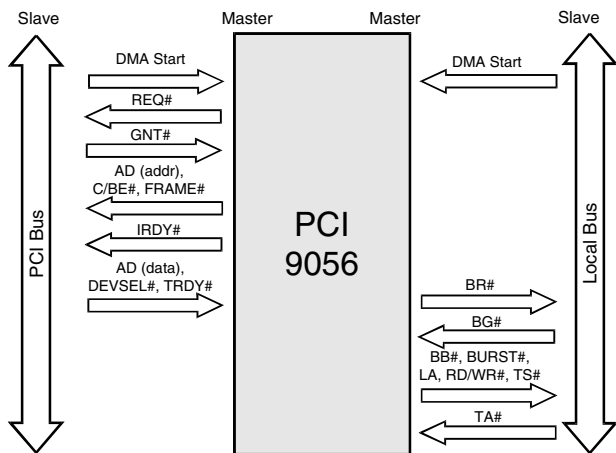 Slave
Master
Master
Slave
DMA Start
DMA Start
REQ#
GNT#
AD (addr),
C/BE#, FRAME#
IRDY#
AD (data),
DEVSEL#, TRDY#
PCI Bus
PCI
9056
Local Bus
BR#
BG#
BB#, BURST#,
LA, RD/WR#, TS#
TA#